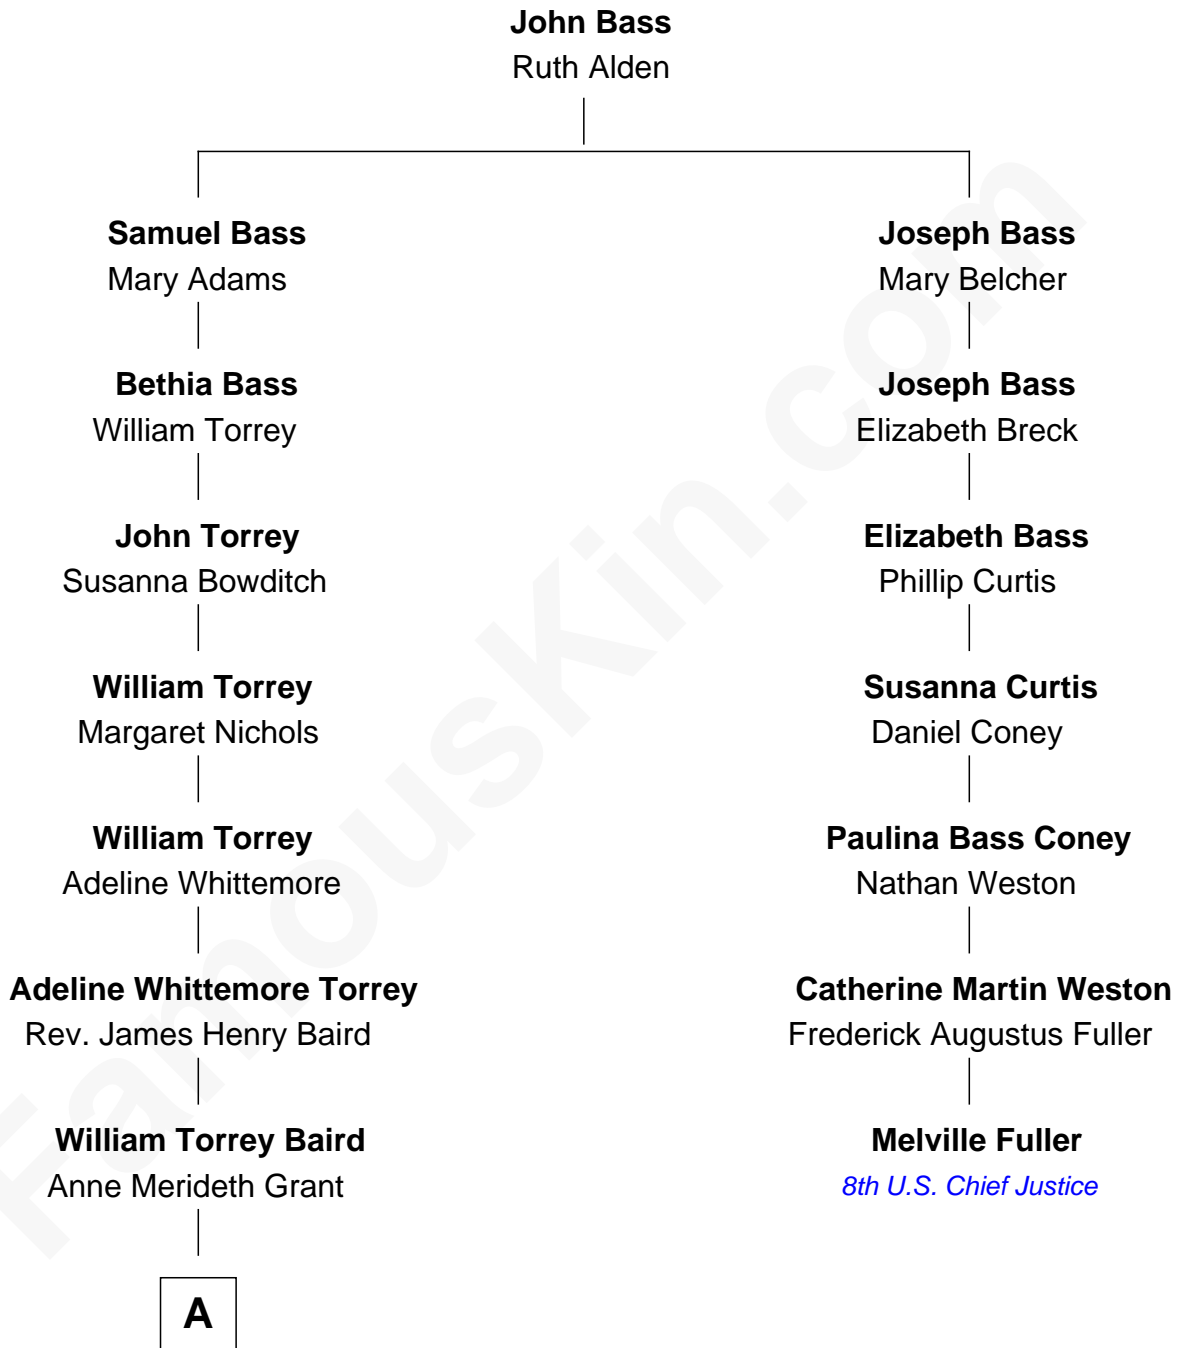 John Bass
Ruth Alden
Samuel Bass
Mary Adams
Bethia Bass
William Torrey
John Torrey
Susanna Bowditch
William Torrey
Margaret Nichols
William Torrey
Adeline Whittemore
Adeline Whittemore Torrey
Rev. James Henry Baird
William Torrey Baird
Anne Merideth Grant
A
Joseph Bass
Mary Belcher
Joseph Bass
Elizabeth Breck
Elizabeth Bass
Phillip Curtis
Susanna Curtis
Daniel Coney
Paulina Bass Coney
Nathan Weston
Catherine Martin Weston
Frederick Augustus Fuller
Melville Fuller
8th U.S. Chief Justice
FamousKin.com